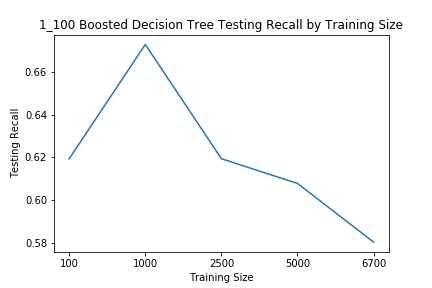 1_100 Boosted Decision Tree Testing Recall by Training Size
0.66
0.64
0.62
0.60
0.58
Testing Recall
100 1000 2500 5000 6700
Training Size